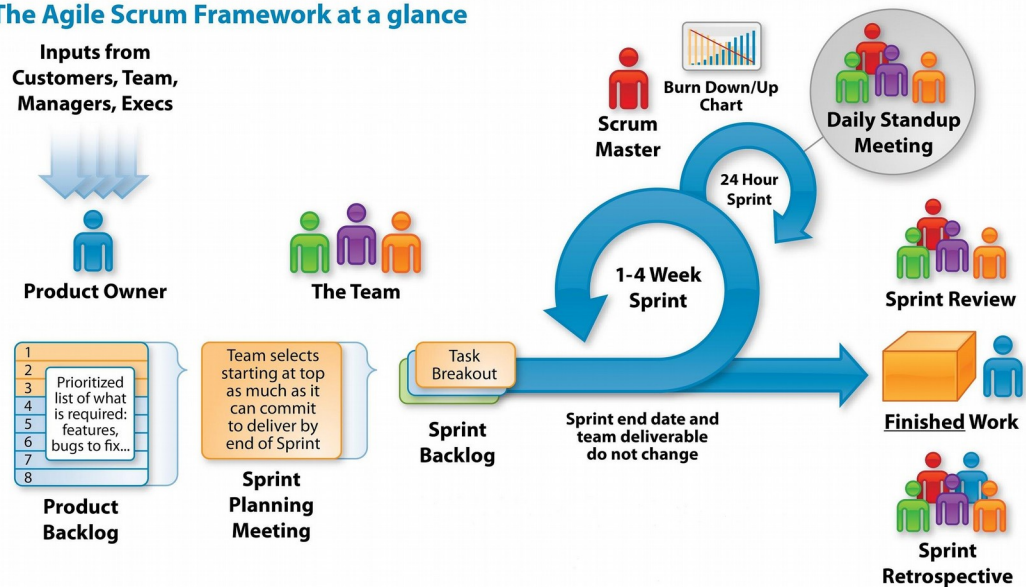 The Agile Scrum Framework at a glance
Inputs from
Customers, Team,
Managers, Execs
Product Owner
The Team
Scrum
Master
Burn Down/Up
Chart
Daily Standup
Meeting
24 Hour
Sprint
1-4 Week
Sprint
Sprint Review
1
2
3
4
5
6
7
8
Prioritized
list of what
is required:
features,
bugs to fix...
Product
Backlog
Team selects
starting at top
as much as it
can commit
to deliver by
end of Sprint
Sprint
Planning
Meeting
Task
Breakout
Sprint
Backlog
Sprint end date and
team deliverable
do not change
Finished Work
Sprint
Retrospective